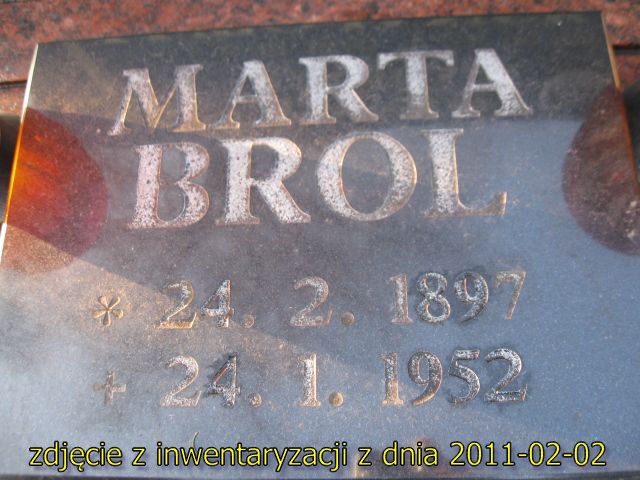 MARTA
BROL
* 24. 2. 1897
+ 24. 1. 1952
zdjęcie z inwentaryzacji z dnia 2011-02-02